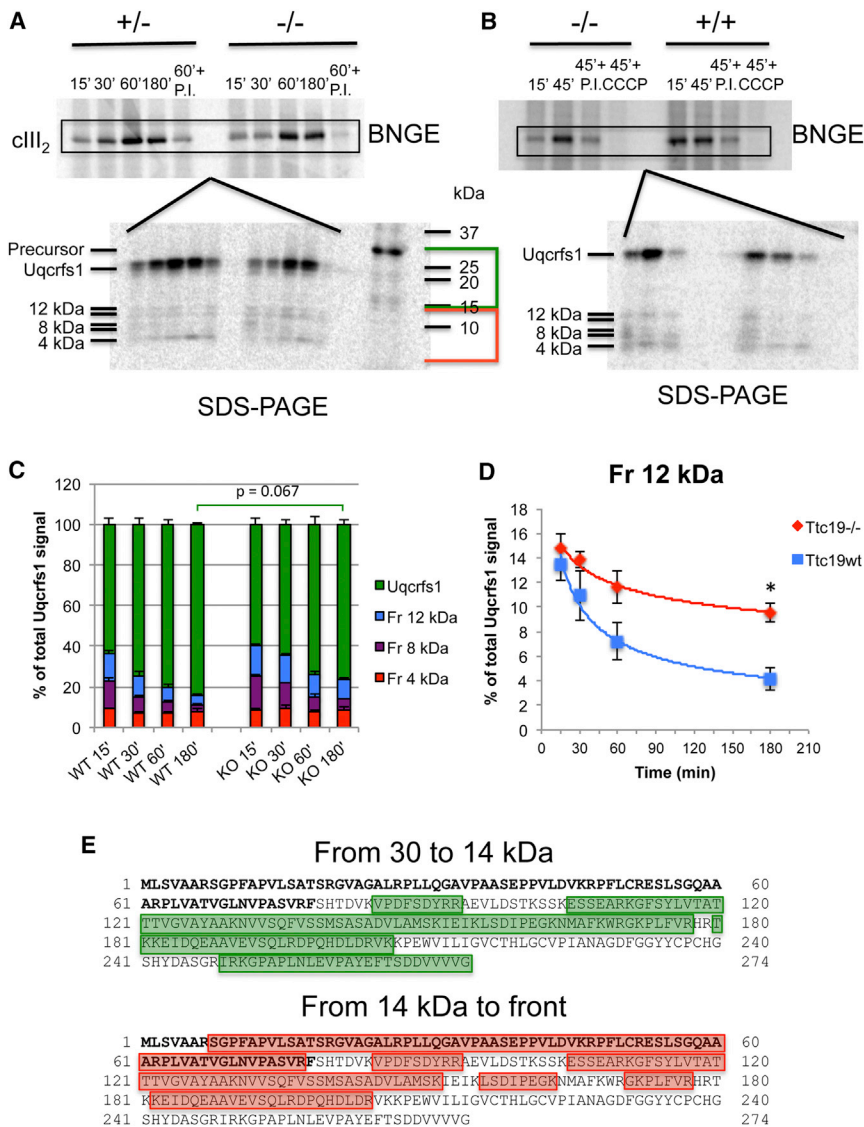 A
+/-
-/-
15' 30' 60' 180' 60'+ P.I.
15' 30' 60' 180' 60'+ P.I.
cIII2
BNGE
kDa
Precursor
Uqcrfs1
12 kDa
8 kDa
4 kDa
37
25
20
15
10
SDS-PAGE
B
-/-
+/+
15' 45' 45'+ P.I. 45'+ CCCP
15' 45' 45'+ P.I. 45'+ CCCP
BNGE
Uqcrfs1
12 kDa
8 kDa
4 kDa
SDS-PAGE
C
p = 0.067
% of total Uqcrfs1 signal
120
100
80
60
40
20
0
WT 15'
WT 30'
WT 60'
WT 180'
KO 15'
KO 30'
KO 60'
KO 180'
Uqcrfs1
Fr 12 kDa
Fr 8 kDa
Fr 4 kDa
D
Fr 12 kDa
% of total Uqcrfs1 signal
18
16
14
12
10
8
6
4
2
0
*
0 30 60 90 120 150 180 210
Time (min)
Ttc19-/-
Ttc19wt
E
From 30 to 14 kDa
1 MLSVAARSGPFAPVLSATSRGVAGALRPLLQGAVPAASEPPVLDVKRPFLCRESLSGQAA 60
61 ARPLVATVGLNVPASVRFSHTDVKVPDFSDYRRAEVLDSTKSSKESSEARKGFSYLVTAT 120
121 TTVGVAYAAKNVVSQFVSSMSASADVLAMSKIEIKLSDIPEGKNMAFKWRGKPLFVRHRT 180
181 KKEIDQEAAVEVSQLRDPQHDLDRVKKPEWVILIGVCTHLGCVPIANAGDFGGYYCPCHG 240
241 SHYDASGRIRKGPAPLNLEVPAYEFTSDDVVVVG 274
From 14 kDa to front
1 MLSVAARSGPFAPVLSATSRGVAGALRPLLQGAVPAASEPPVLDVKRPFLCRESLSGQAA 60
61 ARPLVATVGLNVPASVRFSHTDVKVPDFSDYRRAEVLDSTKSSKESSEARKGFSYLVTAT 120
121 TTVGVAYAAKNVVSQFVSSMSASADVLAMSKIEIKLSDIPEGKNMAFKWRGKPLFVRHRT 180
181 KKEIDQEAAVEVSQLRDPQHDLDRVKKPEWVILIGVCTHLGCVPIANAGDFGGYYCPCHG 240
241 SHYDASGRIRKGPAPLNLEVPAYEFTSDDVVVVG 274